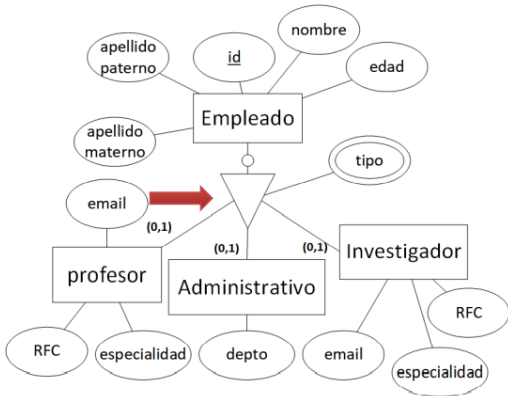 nombre
apellido
paterno
id
edad
Empleado
apellido
materno
tipo
email
(0,1)
(0,1)
(0,1)
Investigador
profesor
Administrativo
RFC
RFC
especialidad
depto
email
especialidad